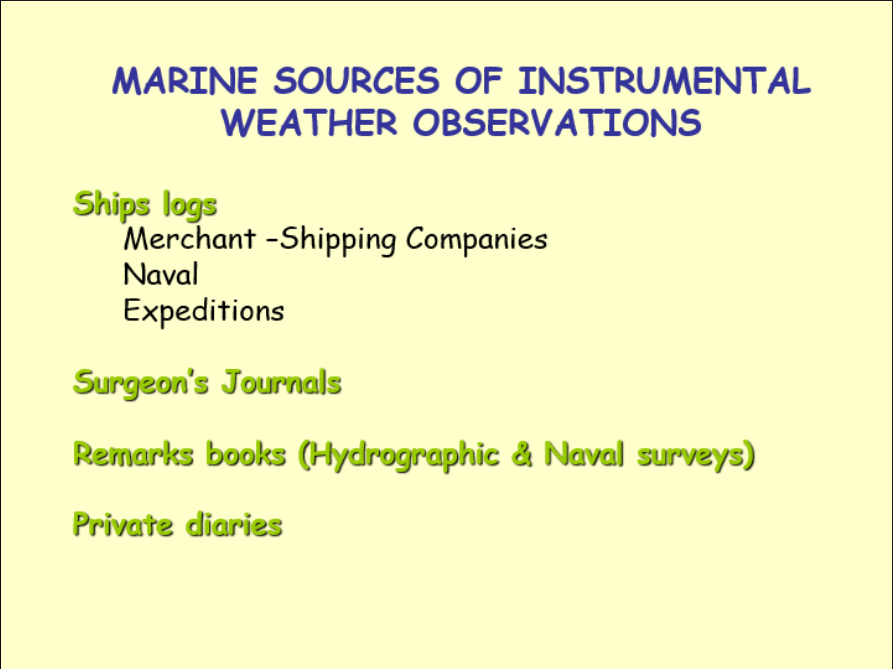 MARINE SOURCES OF INSTRUMENTAL
WEATHER OBSERVATIONS
Ships logs
Merchant –Shipping Companies
Naval
Expeditions
Surgeon’s Journals
Remarks books (Hydrographic & Naval surveys)
Private diaries